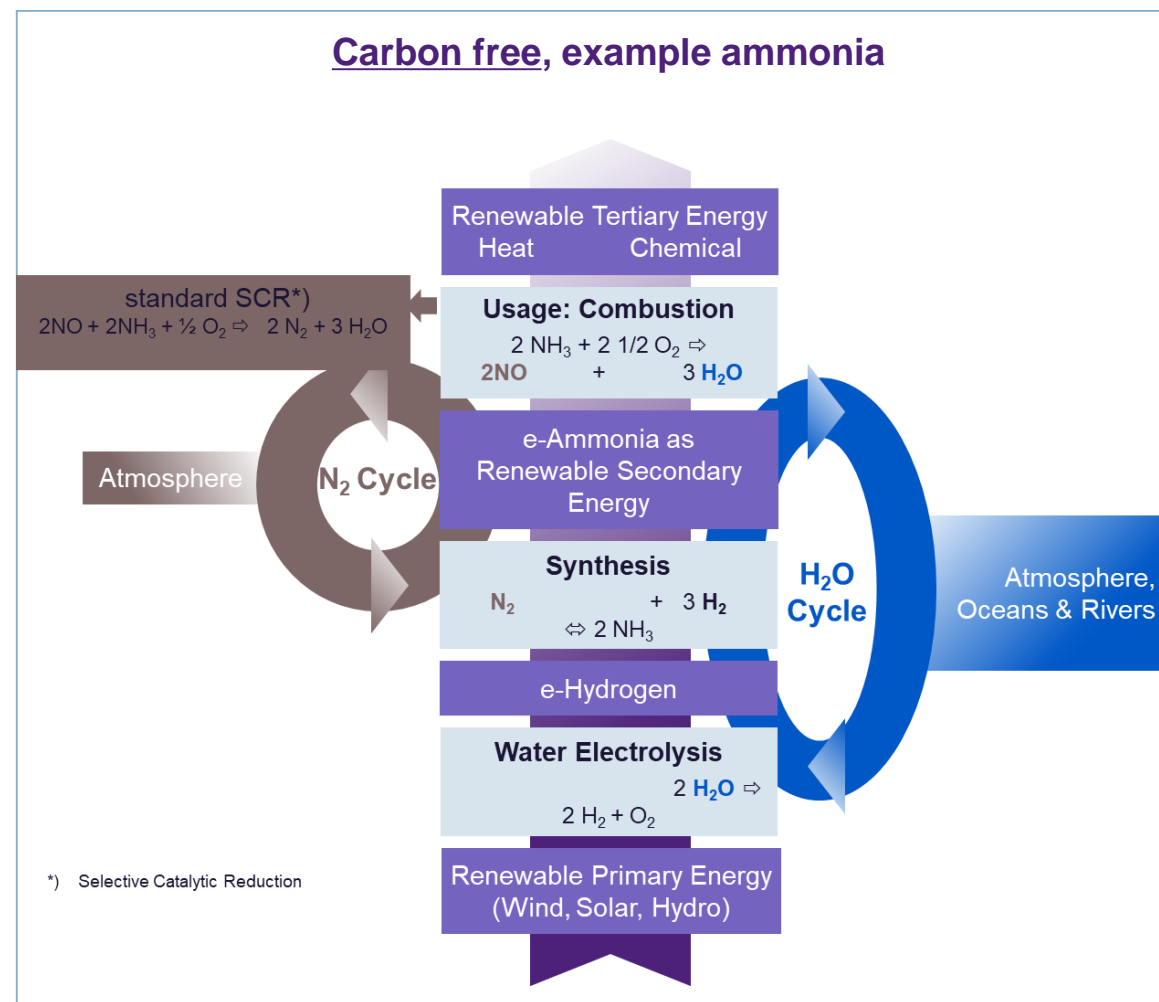 Carbon free, example ammonia
Renewable Tertiary Energy
Heat Chemical
standard SCR*)
2NO + 2NH₃ + ½ O₂ ⇨ 2 N₂ + 3 H₂O
Usage: Combustion
2 NH₃ + 2 1/2 O₂ ⇨
2NO + 3 H₂O
e-Ammonia as
Renewable Secondary
Energy
Atmosphere
N₂ Cycle
Synthesis
N₂ + 3 H₂
⇔ 2 NH₃
H₂O
Cycle
Atmosphere,
Oceans & Rivers
e-Hydrogen
Water Electrolysis
2 H₂O ⇨
2 H₂ + O₂
Renewable Primary Energy
(Wind, Solar, Hydro)
*) Selective Catalytic Reduction